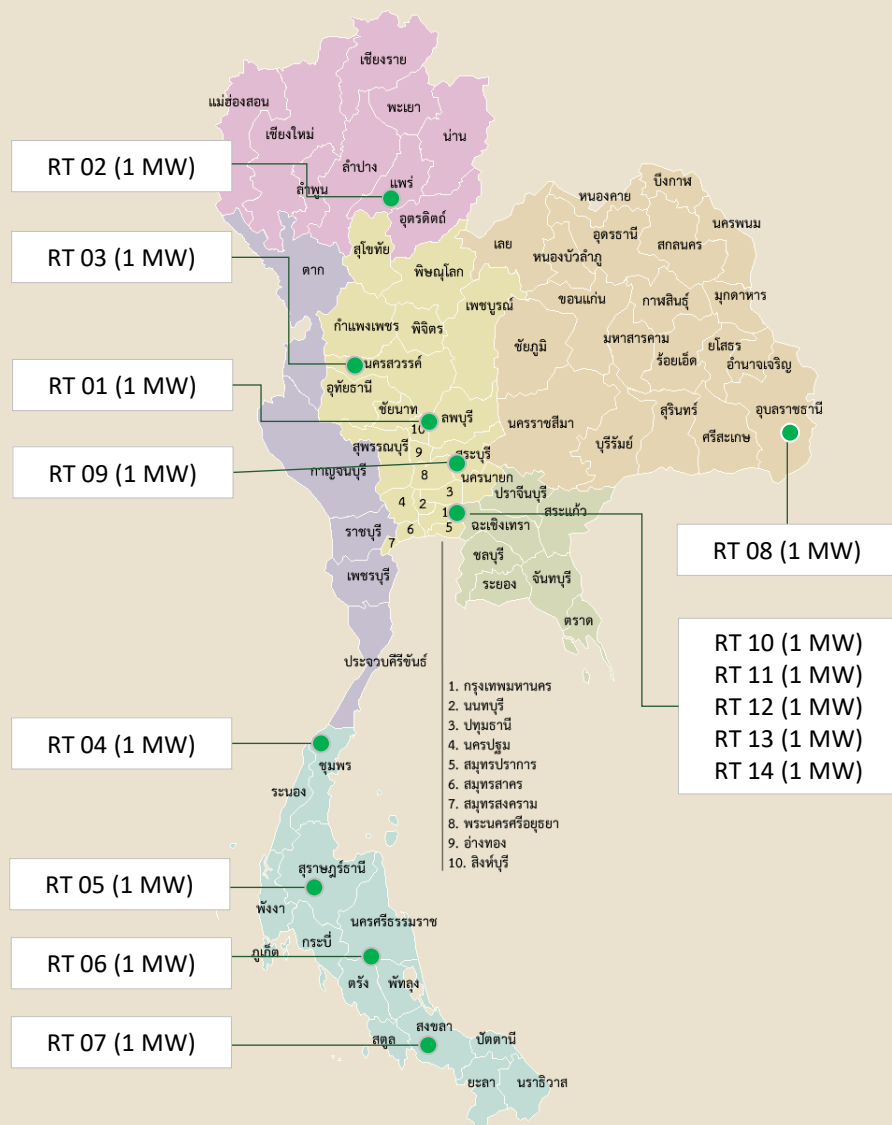 เชียงราย
แม่ฮ่องสอน
พะเยา
เชียงใหม่
น่าน
ลำปาง
RT 02 (1 MW)
แพร่
ลำพูน
อุตรดิตถ์
บึงกาฬ
หนองคาย
นครพนม
เลย
อุดรธานี
สกลนคร
หนองบัวลำภู
RT 03 (1 MW)
สุโขทัย
ตาก
พิษณุโลก
เพชรบูรณ์
ขอนแก่น
กาฬสินธุ์
มุกดาหาร
กำแพงเพชร
พิจิตร
ชัยภูมิ
มหาสารคาม
ยโสธร
ร้อยเอ็ด
อำนาจเจริญ
นครสวรรค์
อุทัยธานี
RT 01 (1 MW)
ชัยนาท
ลพบุรี
10
นครราชสีมา
สุรินทร์
อุบลราชธานี
บุรีรัมย์
ศรีสะเกษ
สุพรรณบุรี
9
สระบุรี
RT 09 (1 MW)
กาญจนบุรี
8
นครนายก
3
ปราจีนบุรี
4
2
1
สระแก้ว
ราชบุรี
6
5
ฉะเชิงเทรา
7
ชลบุรี
RT 08 (1 MW)
เพชรบุรี
ระยอง
จันทบุรี
ตราด
ประจวบคีรีขันธ์
RT 10 (1 MW)
RT 11 (1 MW)
RT 12 (1 MW)
RT 13 (1 MW)
RT 14 (1 MW)
1. กรุงเทพมหานคร
2. นนทบุรี
3. ปทุมธานี
4. นครปฐม
5. สมุทรปราการ
6. สมุทรสาคร
7. สมุทรสงคราม
8. พระนครศรีอยุธยา
9. อ่างทอง
10. สิงห์บุรี
RT 04 (1 MW)
ชุมพร
ระนอง
สุราษฎร์ธานี
RT 05 (1 MW)
พังงา
นครศรีธรรมราช
กระบี่
ภูเก็ต
RT 06 (1 MW)
ตรัง
พัทลุง
สงขลา
RT 07 (1 MW)
สตูล
ปัตตานี
ยะลา
นราธิวาส